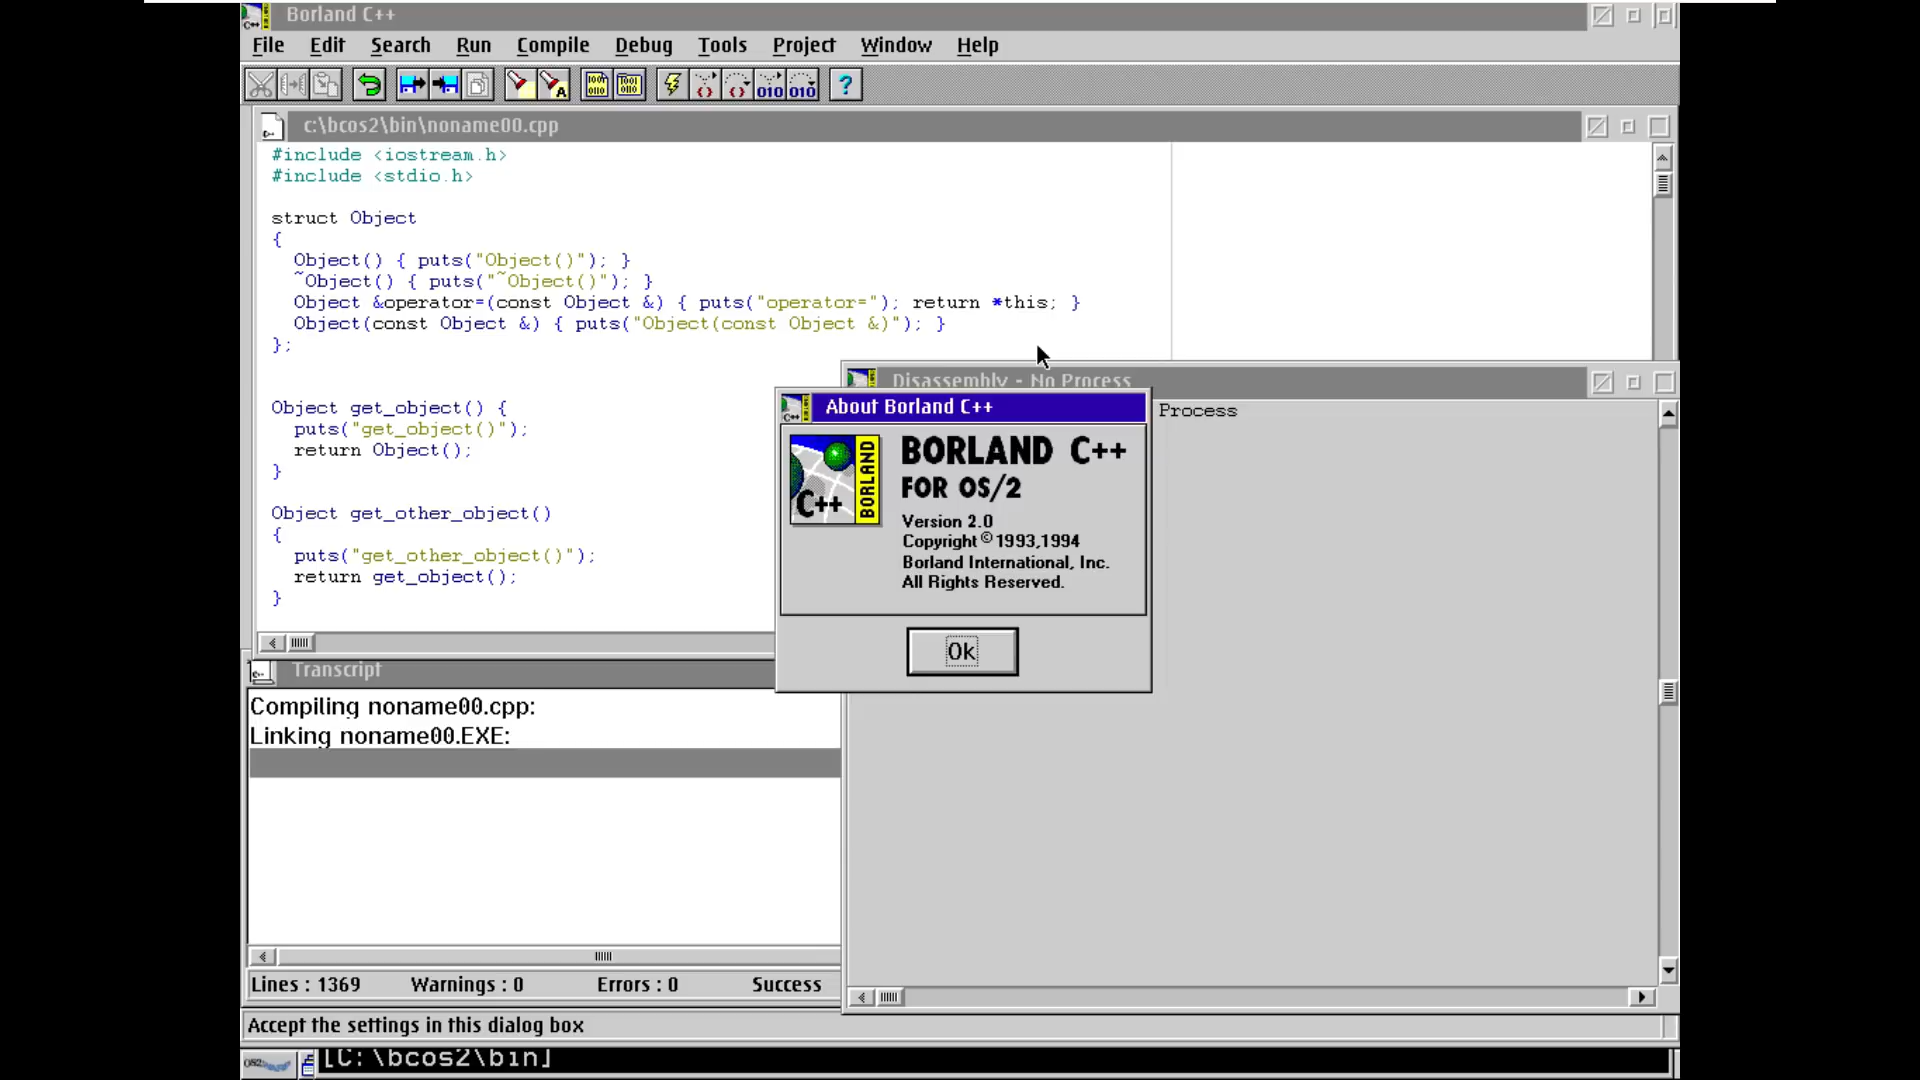 Borland C++
File Edit Search Run Compile Debug Tools Project Window Help
c:\bcos2\bin\noname00.cpp
#include <iostream.h>
#include <stdio.h>
struct Object
{
Object() { puts("Object()"); }
~Object() { puts("~Object()"); }
Object &operator=(const Object &) { puts("operator="); return *this; }
Object(const Object &) { puts("Object(const Object &)"); }
};
Object get_object() {
puts("get_object()");
return Object();
}
Object get_other_object()
{
puts("get_other_object()");
return get_object();
}
Disassembly - No Process
Process
About Borland C++
C++ BORLAND
BORLAND C++
FOR OS/2
Version 2.0
Copyright © 1993,1994
Borland International, Inc.
All Rights Reserved.
Ok
Transcript
Compiling noname00.cpp:
Linking noname00.EXE:
Lines : 1369 Warnings : 0 Errors : 0 Success
Accept the settings in this dialog box
OS2
[C:\bcos2\bin]